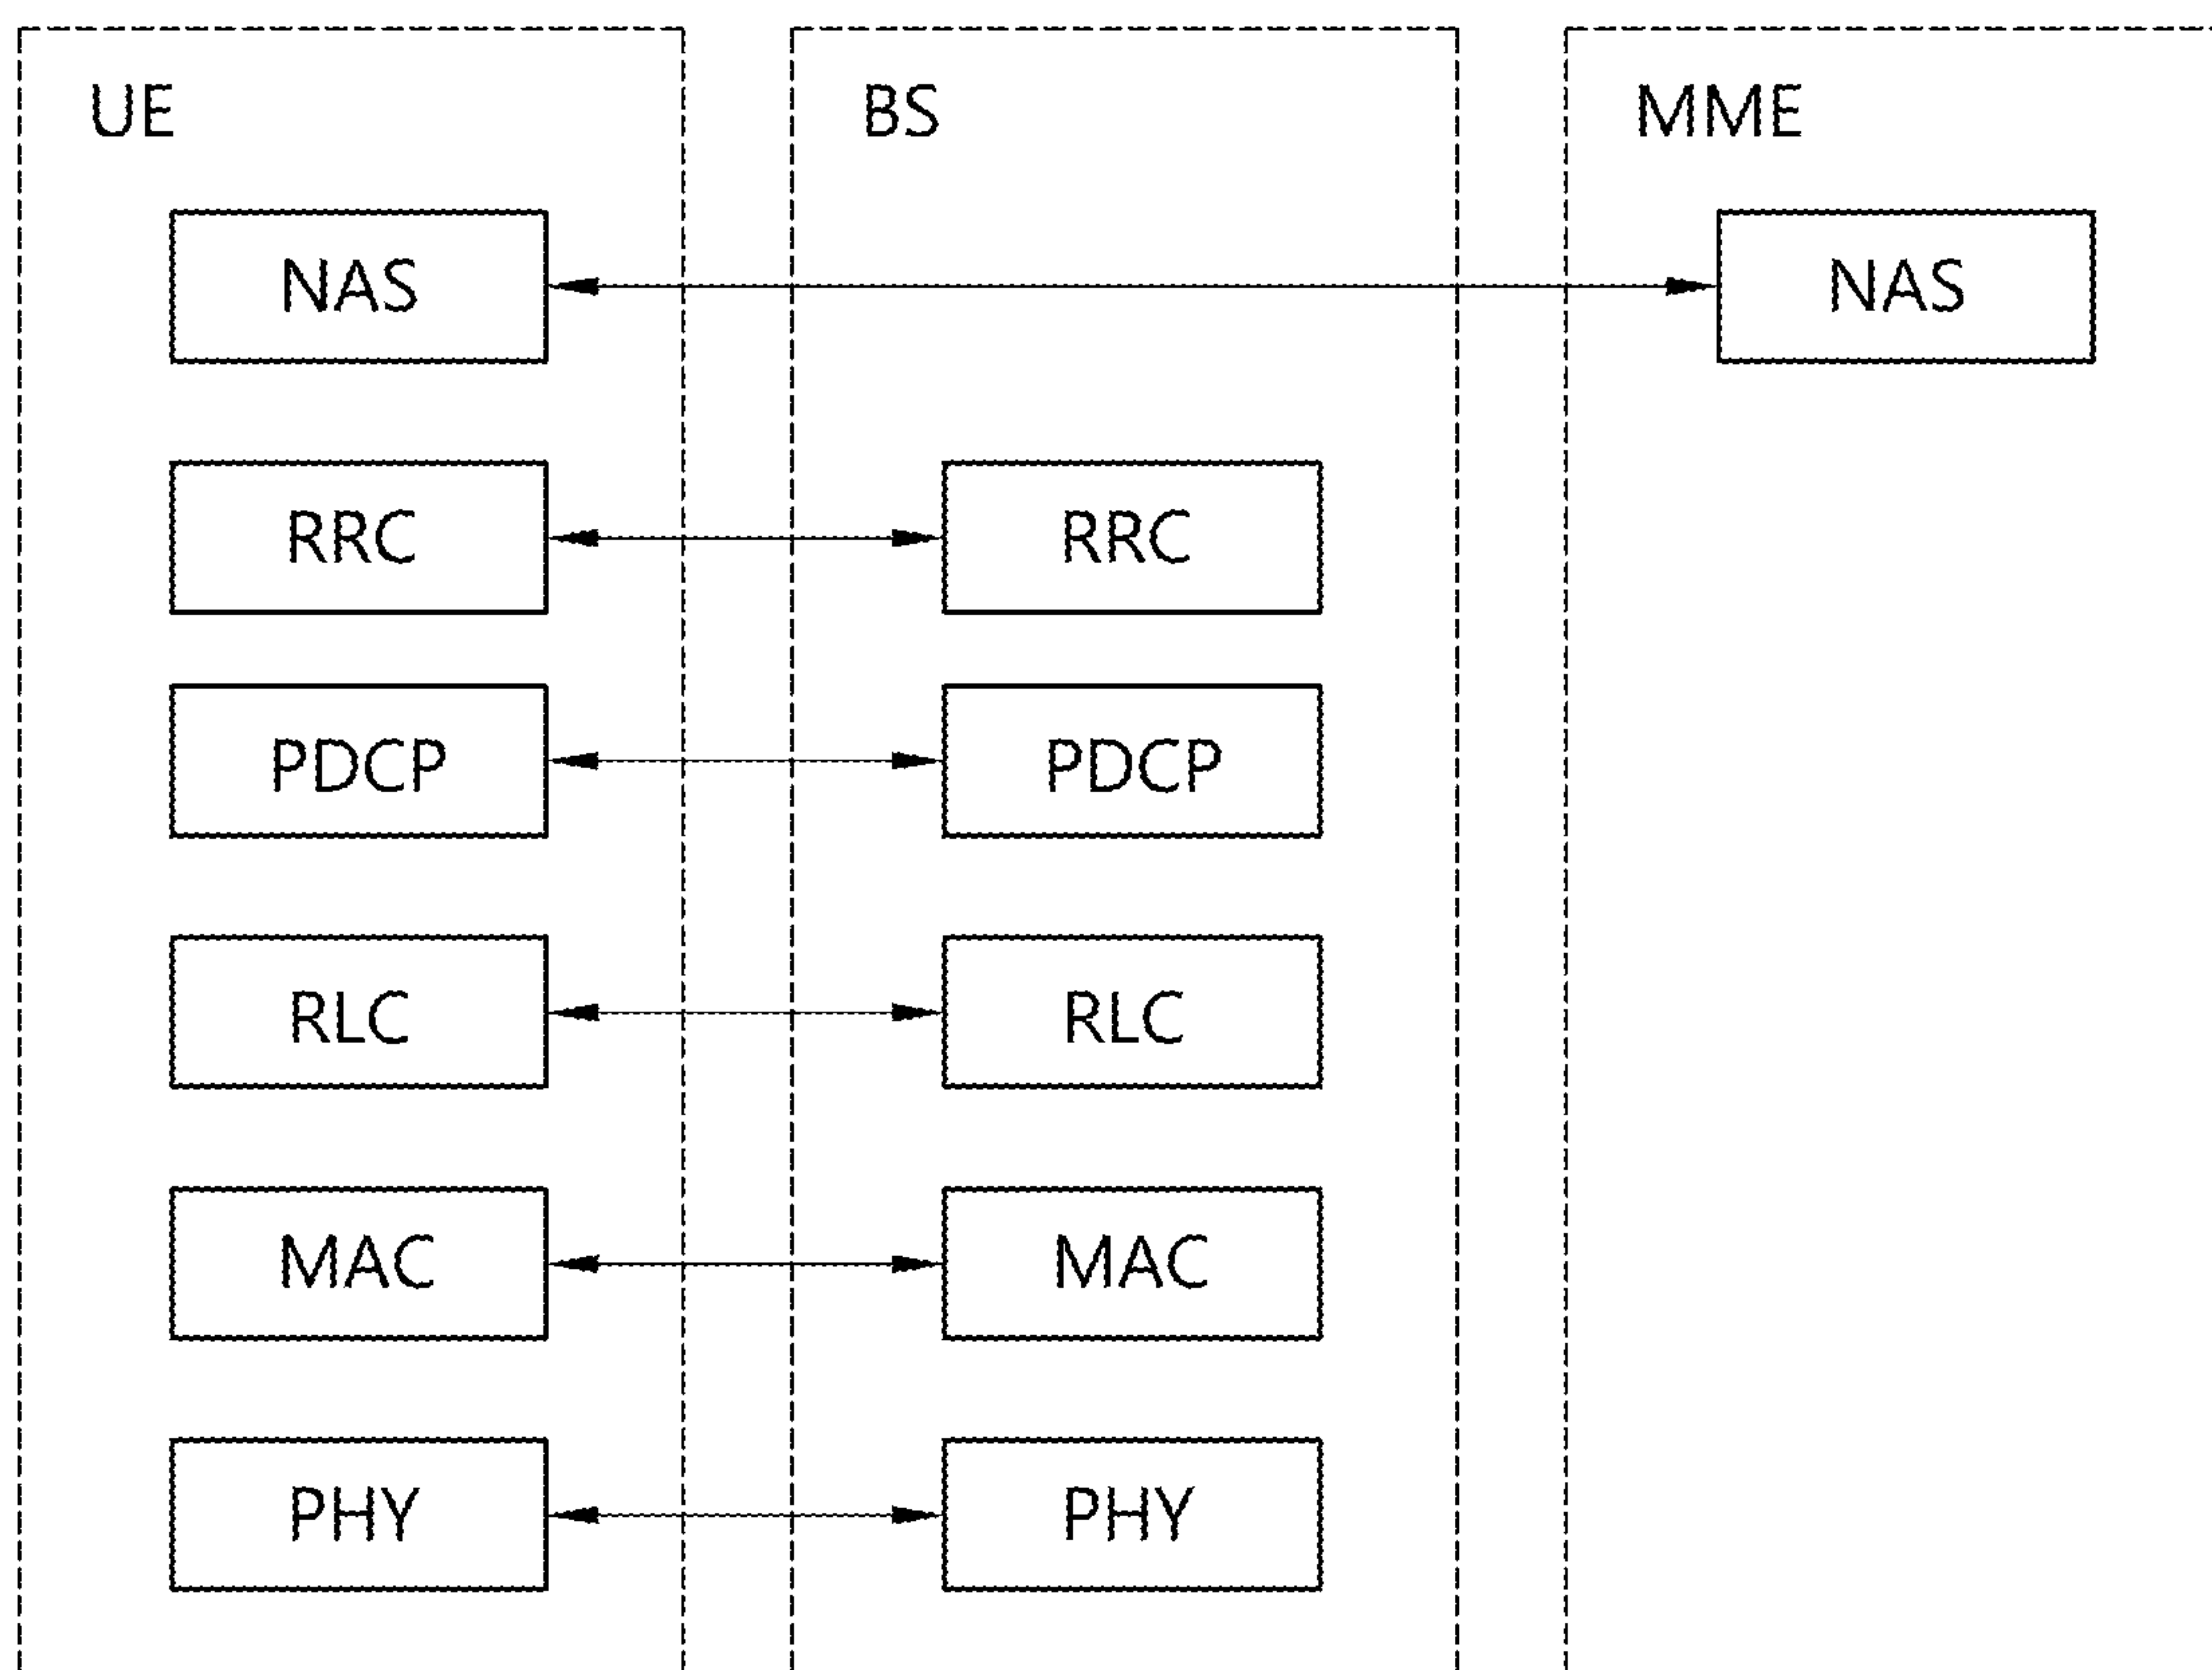 UE BS MME
NAS NAS
RRC RRC
PDCP PDCP
RLC RLC
MAC MAC
PHY PHY